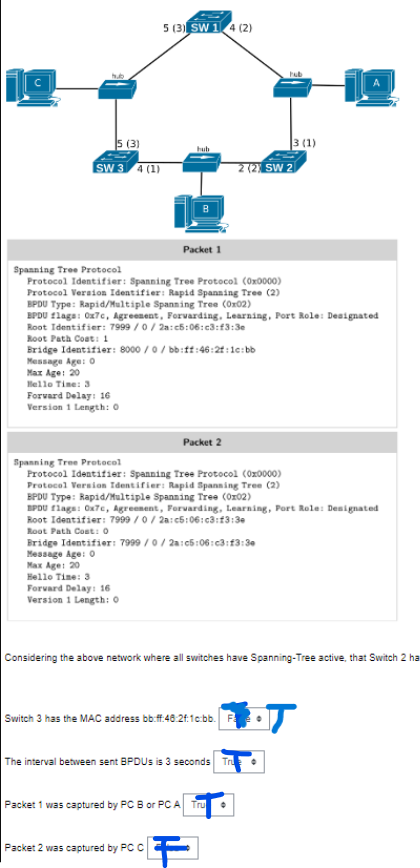 5 (3) SW 1 4 (2)
hub
hub
C
A
5 (3)
3 (1)
hub
SW 3 4 (1)
2 (2) SW 2
B
Packet 1
Spanning Tree Protocol
Protocol Identifier: Spanning Tree Protocol (0x0000)
Protocol Version Identifier: Rapid Spanning Tree (2)
BPDU Type: Rapid/Multiple Spanning Tree (0x02)
BPDU flags: 0x7c, Agreement, Forwarding, Learning, Port Role: Designated
Root Identifier: 7999 / 0 / 2a:c5:06:c3:f3:3e
Root Path Cost: 1
Bridge Identifier: 8000 / 0 / bb:ff:46:2f:1c:bb
Message Age: 0
Max Age: 20
Hello Time: 3
Forward Delay: 16
Version 1 Length: 0
Packet 2
Spanning Tree Protocol
Protocol Identifier: Spanning Tree Protocol (0x0000)
Protocol Version Identifier: Rapid Spanning Tree (2)
BPDU Type: Rapid/Multiple Spanning Tree (0x02)
BPDU flags: 0x7c, Agreement, Forwarding, Learning, Port Role: Designated
Root Identifier: 7999 / 0 / 2a:c5:06:c3:f3:3e
Root Path Cost: 0
Bridge Identifier: 7999 / 0 / 2a:c5:06:c3:f3:3e
Message Age: 0
Max Age: 20
Hello Time: 3
Forward Delay: 16
Version 1 Length: 0
Considering the above network where all switches have Spanning-Tree active, that Switch 2 ha
Switch 3 has the MAC address bb:ff:46:2f:1c:bb. T
The interval between sent BPDUs is 3 seconds T
Packet 1 was captured by PC B or PC A T
Packet 2 was captured by PC C F